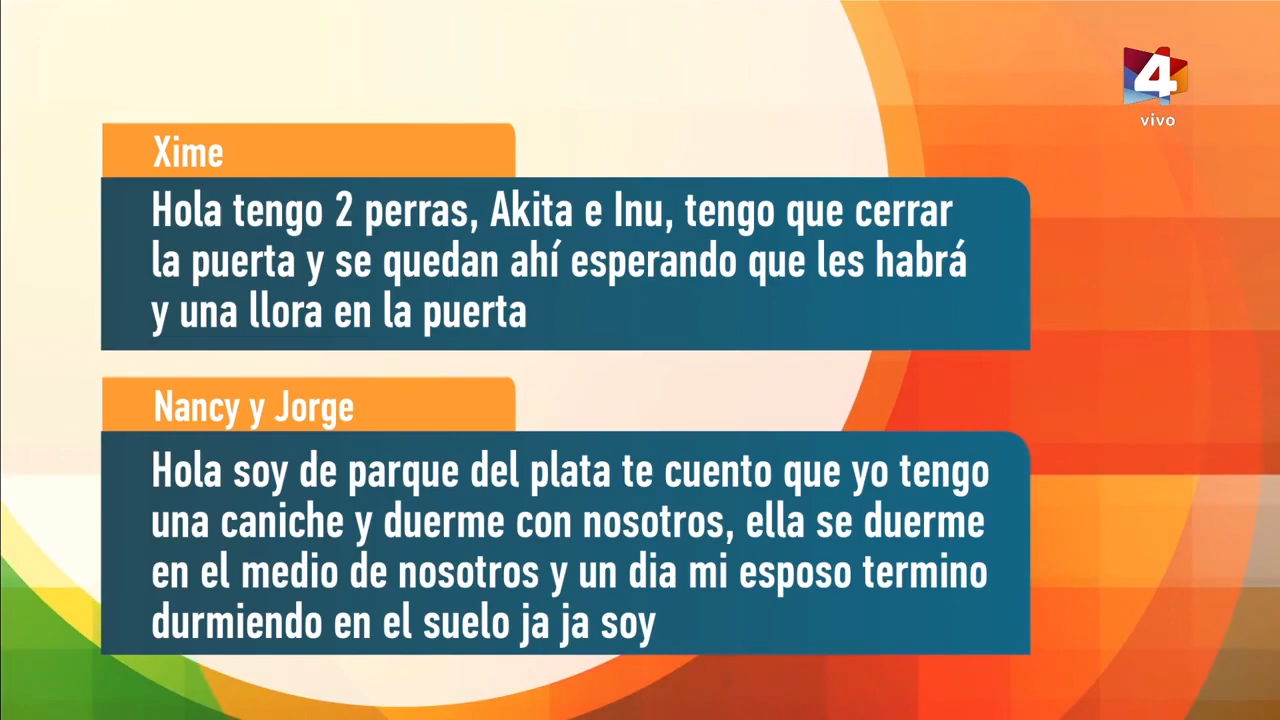 4
vivo
Xime
Hola tengo 2 perras, Akita e Inu, tengo que cerrar
la puerta y se quedan ahí esperando que les habrá
y una llora en la puerta
Nancy y Jorge
Hola soy de parque del plata te cuento que yo tengo
una caniche y duerme con nosotros, ella se duerme
en el medio de nosotros y un dia mi esposo termino
durmiendo en el suelo ja ja soy